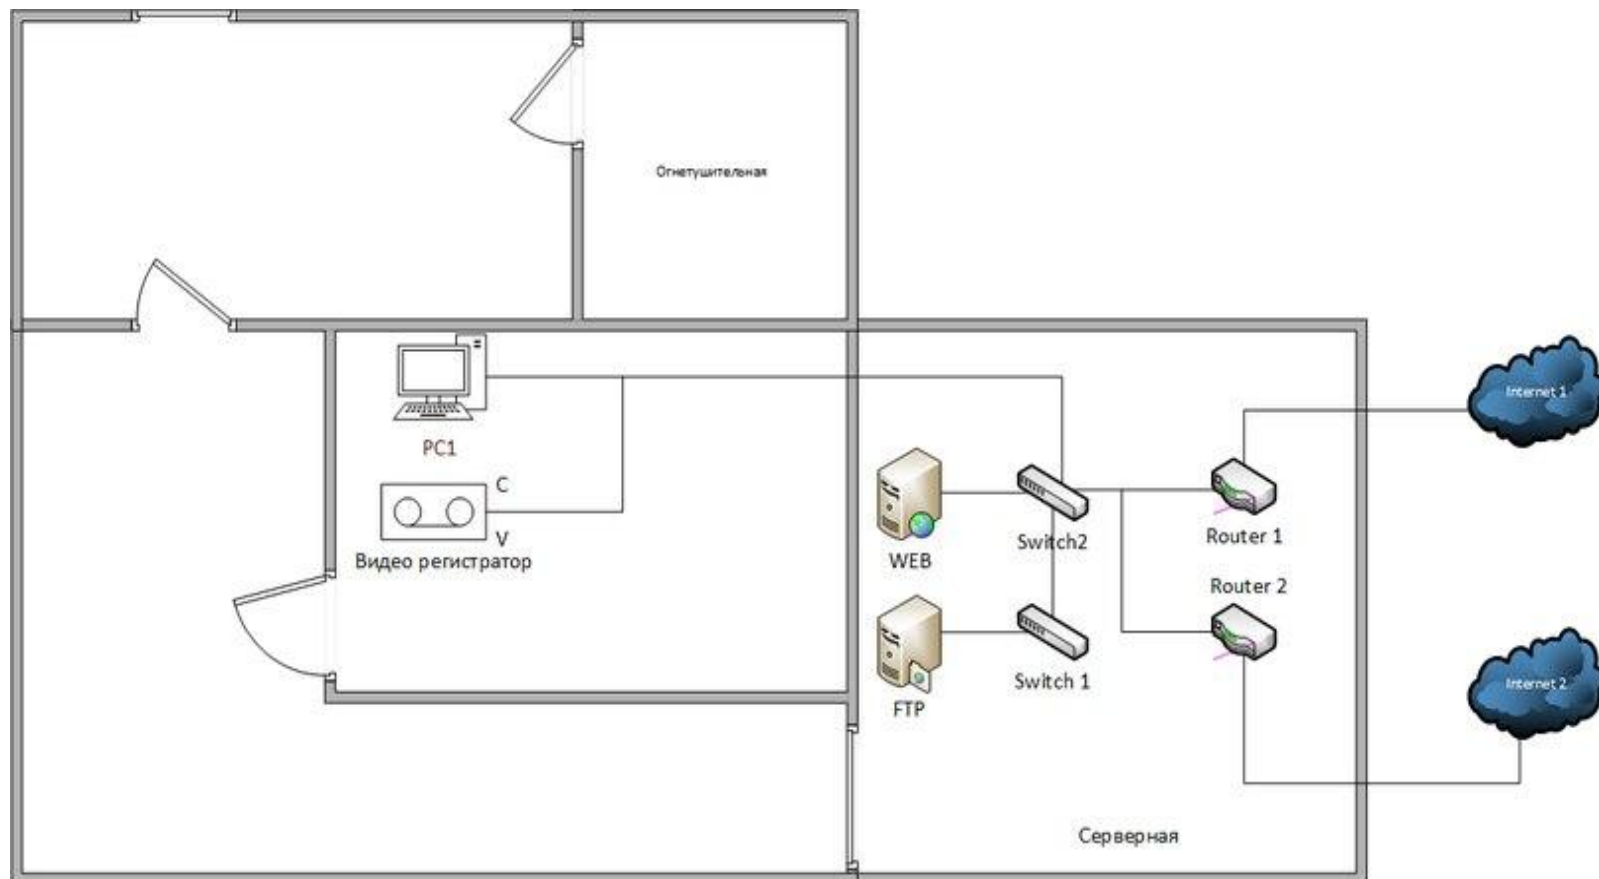 Огнетушительная
Internet 1
PC1
C
V
Видео регистратор
WEB
Switch2
Router 1
Router 2
FTP
Switch 1
Internet 2
Серверная